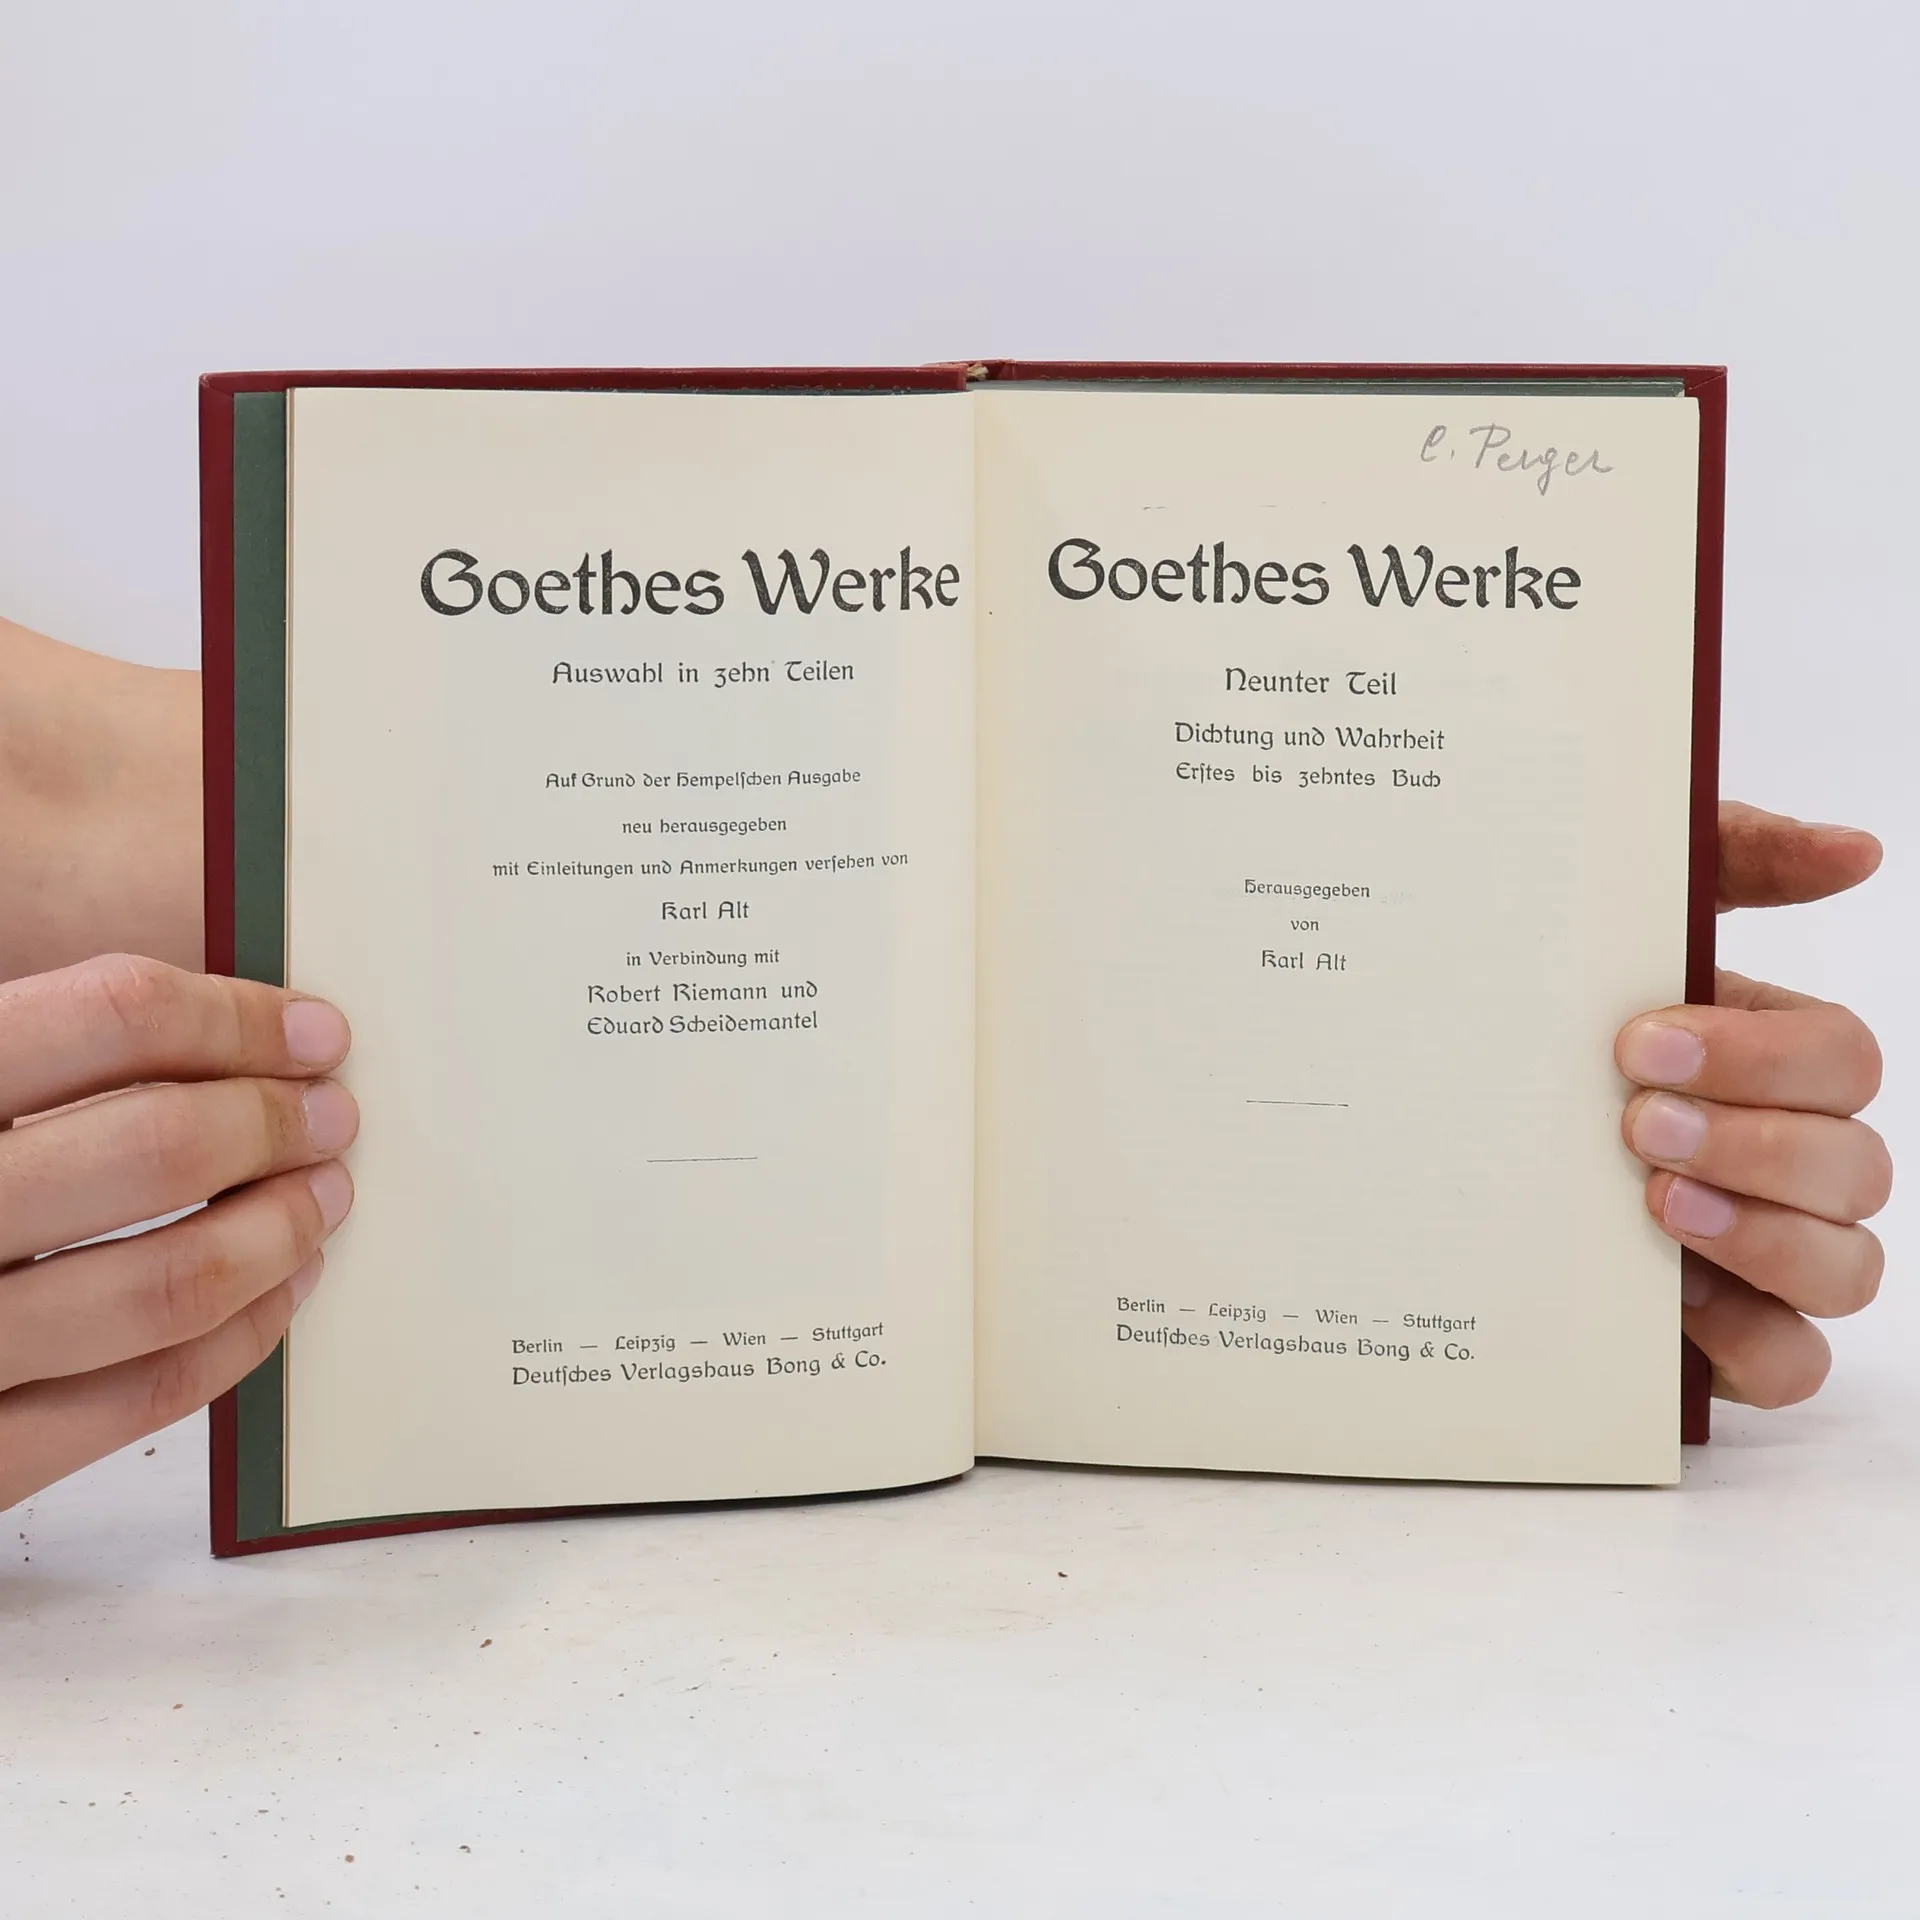 Goethes Werke
Auswahl in zehn Teilen
Auf Grund der Hempelſchen Ausgabe
neu herausgegeben
mit Einleitungen und Anmerkungen verſehen von
Karl Alt
in Verbindung mit
Robert Riemann und
Eduard Scheidemantel
Berlin — Leipzig — Wien — Stuttgart
Deutſches Verlagshaus Bong & Co.
C. Perger
Goethes Werke
Neunter Teil
Dichtung und Wahrheit
Erſtes bis zehntes Buch
Herausgegeben
von
Karl Alt
Berlin — Leipzig — Wien — Stuttgart
Deutſches Verlagshaus Bong & Co.